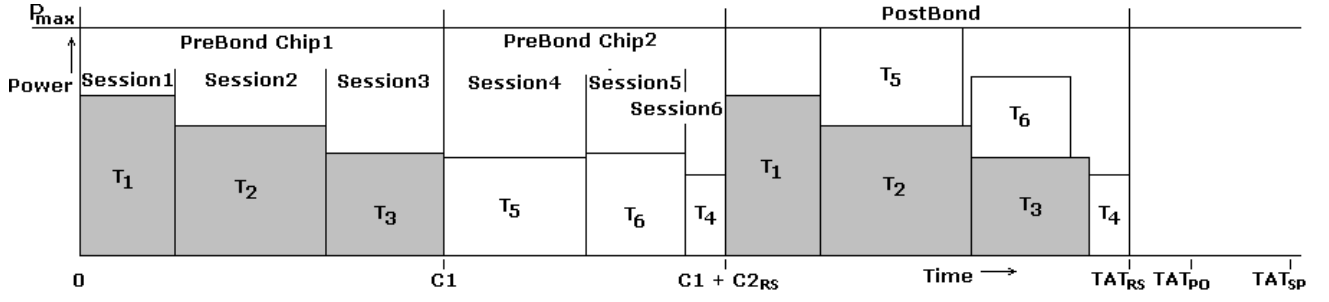 Pmax PostBond
PreBond Chip1 PreBond Chip2
Power Session1 Session2 Session3 Session4 Session5 T5
Session6
T6
T1 T2 T3 T5 T6 T4 T1 T2 T3 T4
0 C1 C1 + C2RS Time TATRS TATPO TATSP